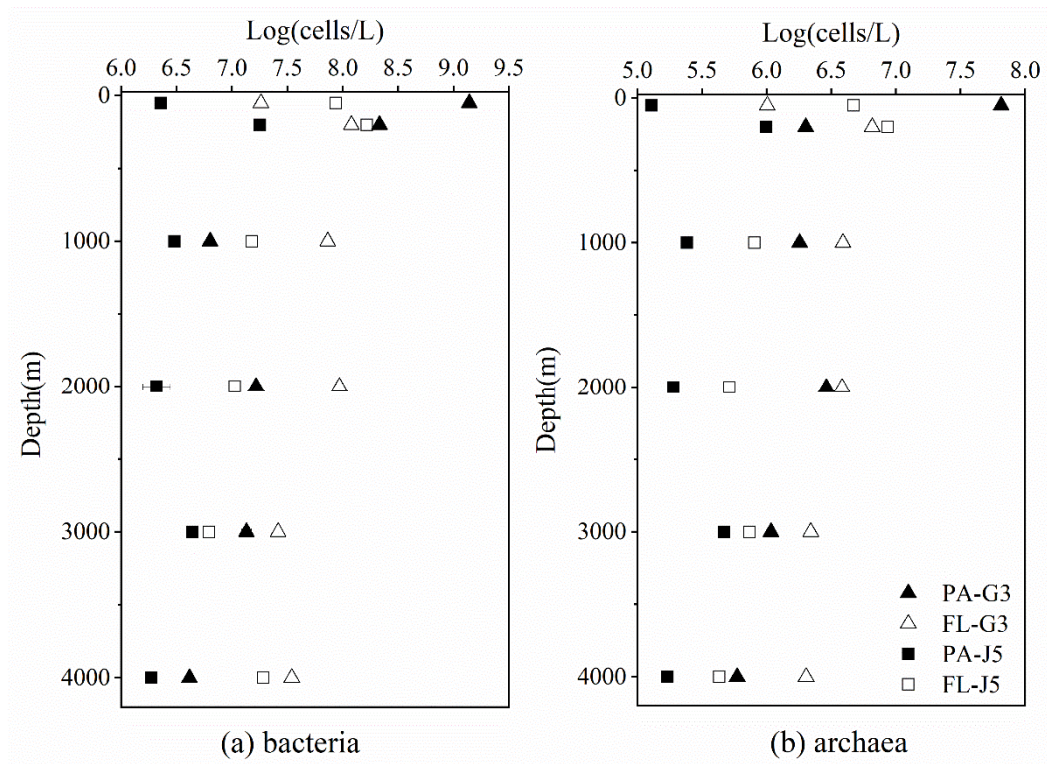 Log(cells/L)
6.0 6.5 7.0 7.5 8.0 8.5 9.0 9.5
0
1000
2000
3000
4000
Depth(m)
(a) bacteria
Log(cells/L)
5.0 5.5 6.0 6.5 7.0 7.5 8.0
0
1000
2000
3000
4000
Depth(m)
PA-G3
FL-G3
PA-J5
FL-J5
(b) archaea